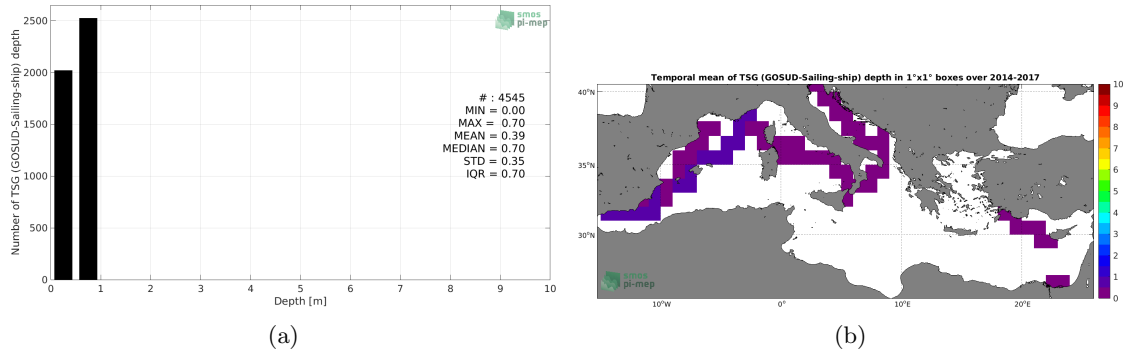 smos
pi-mep
Number of TSG (GOSUD-Sailing-ship) depth
2500
2000
1500
1000
500
0
# : 4545
MIN = 0.00
MAX = 0.70
MEAN = 0.39
MEDIAN = 0.70
STD = 0.35
IQR = 0.70
0 1 2 3 4 5 6 7 8 9 10
Depth [m]
(a)
Temporal mean of TSG (GOSUD-Sailing-ship) depth in 1°x1° boxes over 2014-2017
40°N
35°N
30°N
10°W 0° 10°E 20°E
smos
pi-mep
10
9
8
7
6
5
4
3
2
1
0
(b)